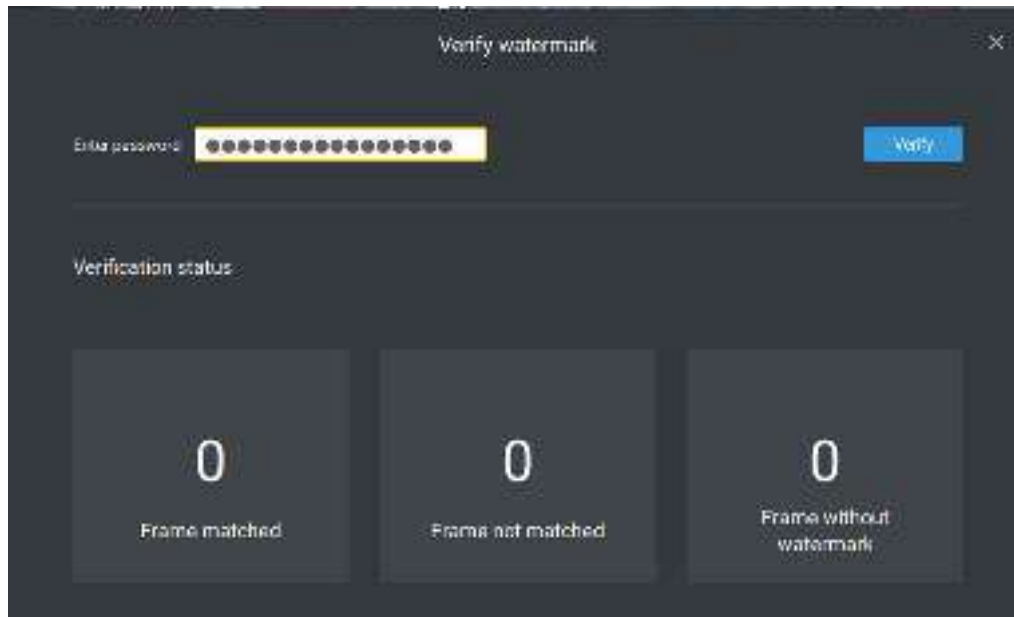 Verify watermark
Enter password
●●●●●●●●●●●●●●●●
Verify
Verification status
0
Frame matched
0
Frame not matched
0
Frame without
watermark